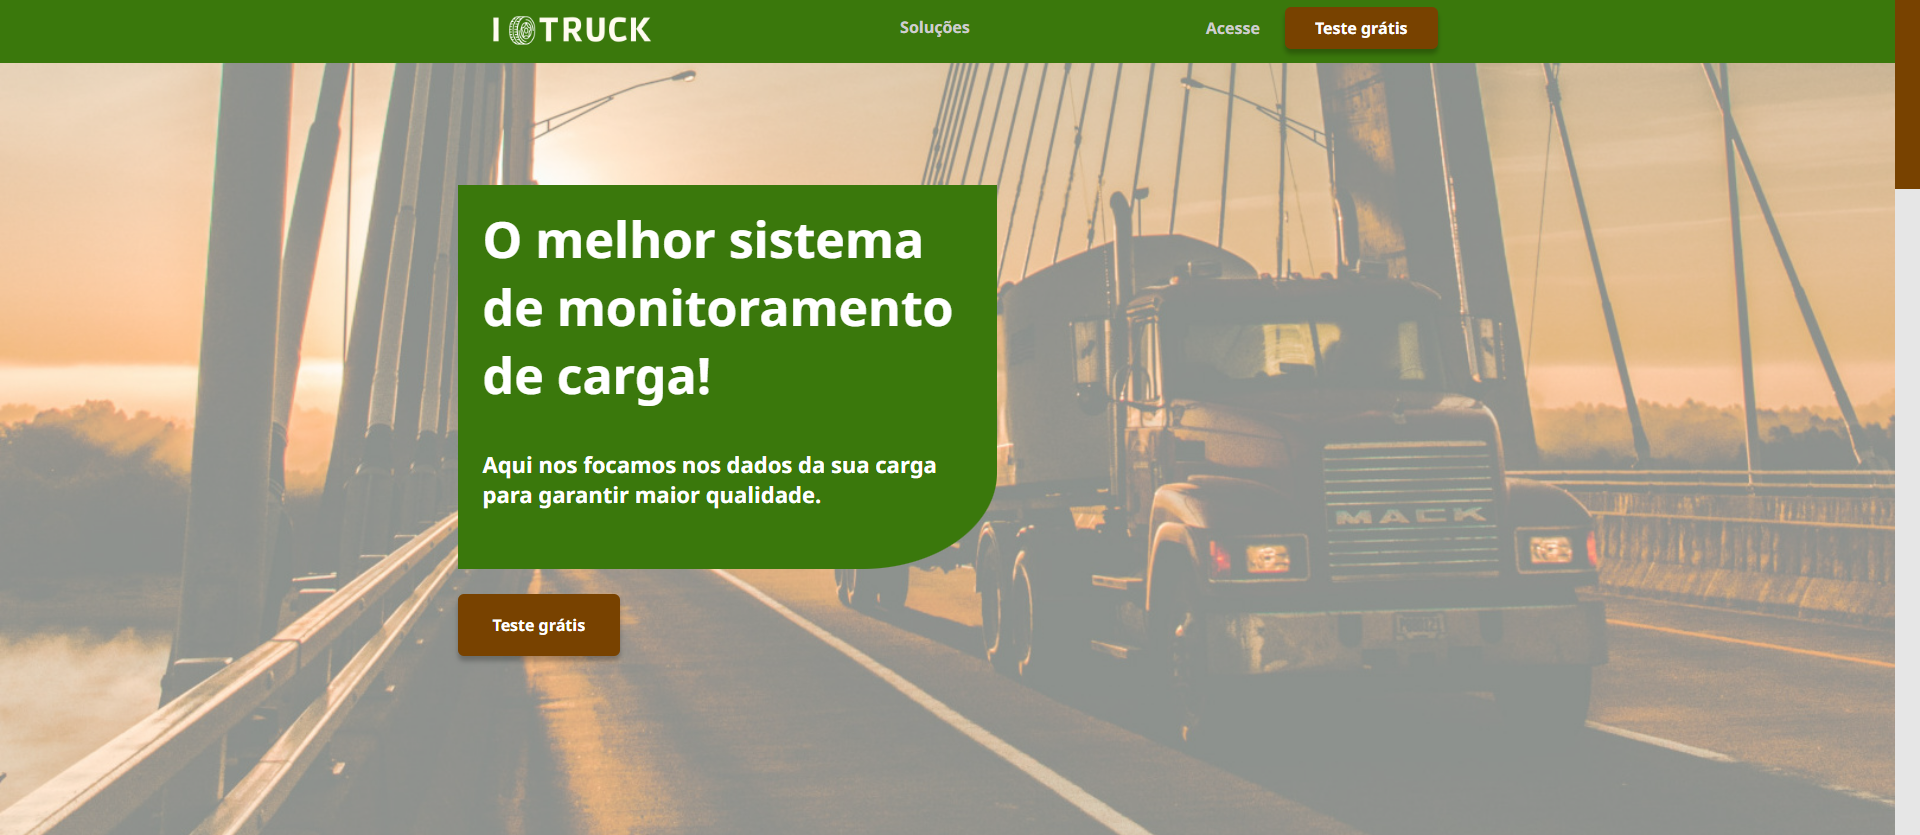 I O TRUCK
Soluções
Acesse
Teste grátis
O melhor sistema
de monitoramento
de carga!
Aqui nos focamos nos dados da sua carga
para garantir maior qualidade.
Teste grátis
MACK